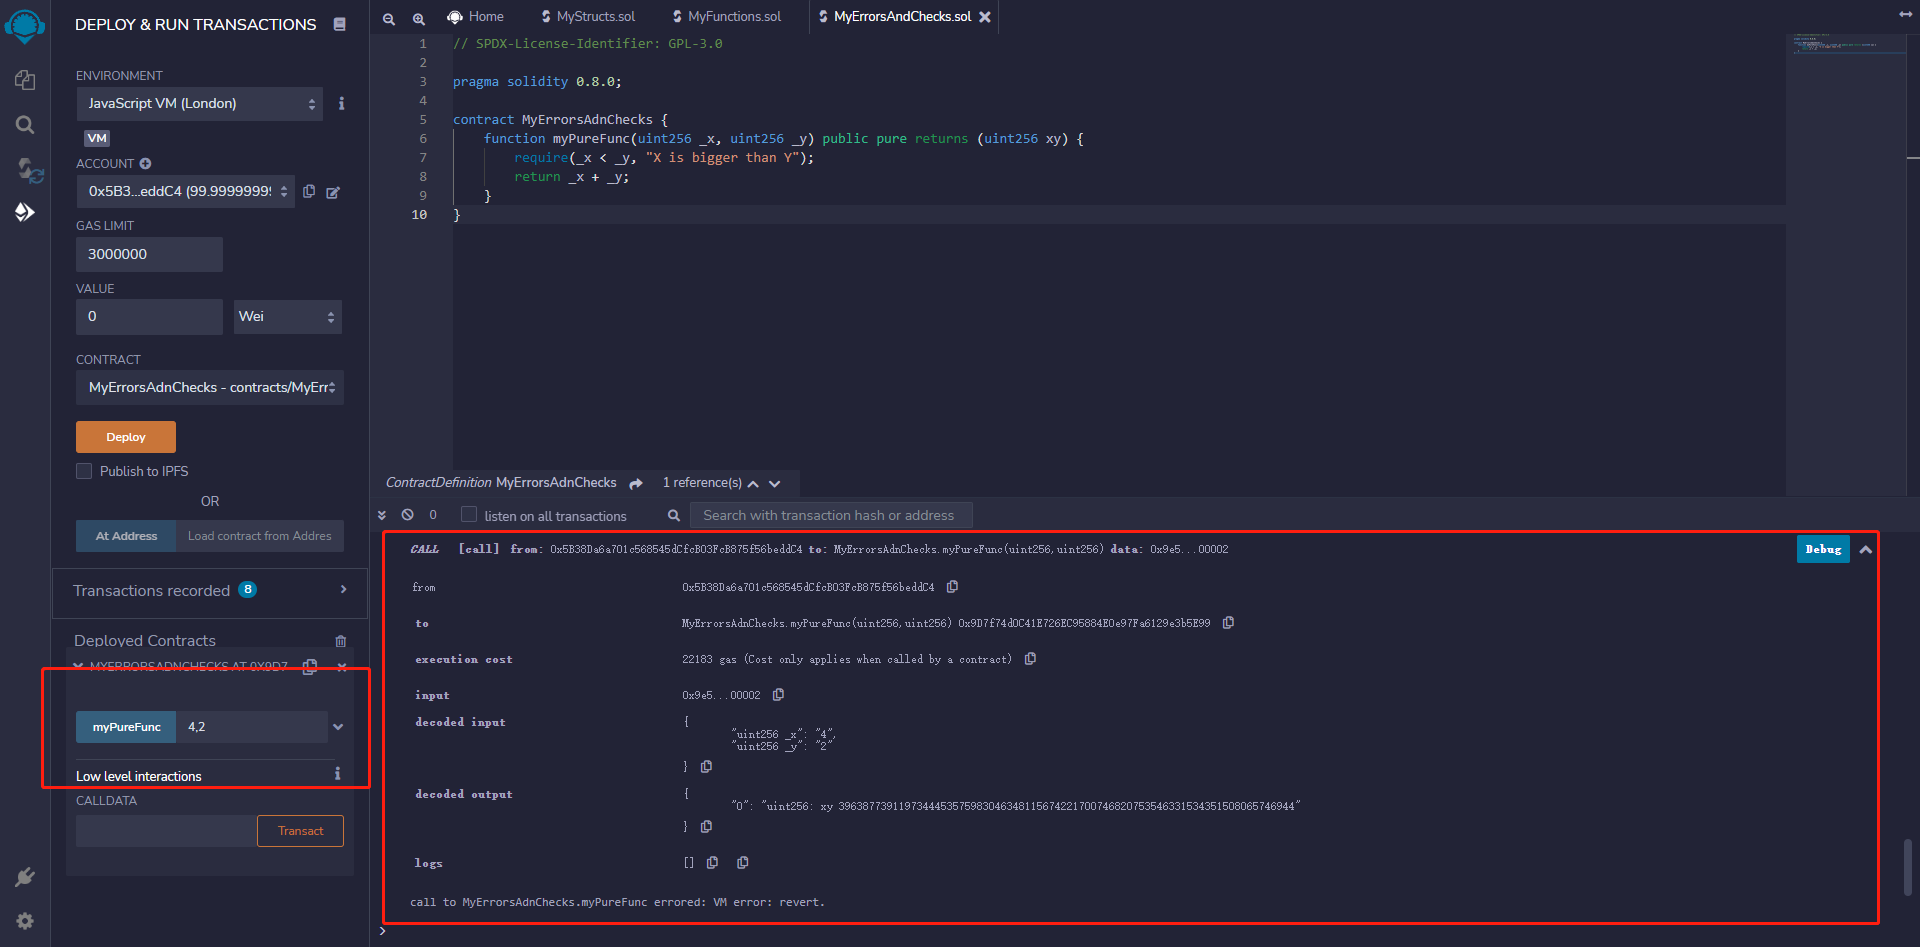 DEPLOY & RUN TRANSACTIONS
ENVIRONMENT
JavaScript VM (London)
VM
ACCOUNT
0x5B3...eddC4 (99.99999999
GAS LIMIT
3000000
VALUE
0
Wei
CONTRACT
MyErrorsAdnChecks - contracts/MyErr
Deploy
Publish to IPFS
OR
At Address
Load contract from Addres
Transactions recorded 8
Deployed Contracts
MYERRORSADNCHECKS AT 0X9D7
myPureFunc
4,2
Low level interactions
CALLDATA
Transact
Home
MyStructs.sol
MyFunctions.sol
MyErrorsAndChecks.sol
1 // SPDX-License-Identifier: GPL-3.0
2
3 pragma solidity 0.8.0;
4
5 contract MyErrorsAdnChecks {
6 function myPureFunc(uint256 _x, uint256 _y) public pure returns (uint256 xy) {
7 require(_x < _y, "X is bigger than Y");
8 return _x + _y;
9 }
10 }
ContractDefinition MyErrorsAdnChecks 1 reference(s)
0
listen on all transactions
Search with transaction hash or address
CALL [call] from: 0x5B38Da6a701c568545dCfcB03FcB875f56beddC4 to: MyErrorsAdnChecks.myPureFunc(uint256,uint256) data: 0x9e5...00002
Debug
from 0x5B38Da6a701c568545dCfcB03FcB875f56beddC4
to MyErrorsAdnChecks.myPureFunc(uint256,uint256) 0x9D7f74d0C41E726EC95884E0e97Fa6129e3b5E99
execution cost 22183 gas (Cost only applies when called by a contract)
input 0x9e5...00002
decoded input {
"uint256 _x": "4",
"uint256 _y": "2"
}
decoded output {
"0": "uint256: xy 3963877391197344453575983046348115674221700746820753546331534351508065746944"
}
logs []
call to MyErrorsAdnChecks.myPureFunc errored: VM error: revert.
>